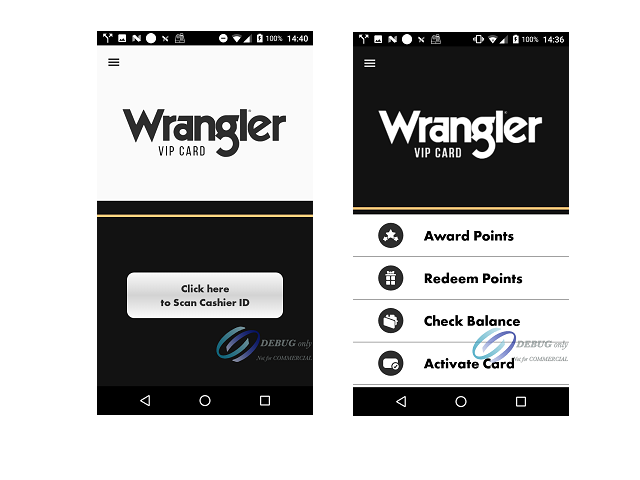 100% 14:40
Wrangler
VIP CARD
Click here
to Scan Cashier ID
DEBUG only
Not for COMMERCIAL
100% 14:36
Wrangler
VIP CARD
Award Points
Redeem Points
Check Balance
Activate Card
DEBUG only
Not for COMMERCIAL